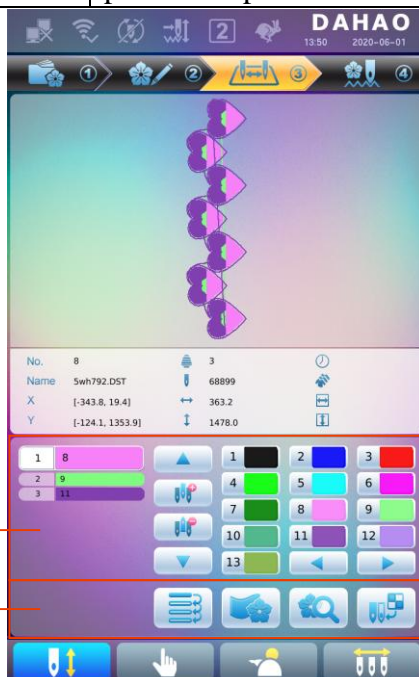 DAHAO
2
13:50 2020-06-01
1 2 3 4
No. 8 3
Name 5wh792.DST 68899
X [-343.8, 19.4] 363.2
Y [-124.1, 1353.9] 1478.0
1 8
2 9
3 11
1 2 3
4 5 6
7 8 9
10 11 12
13